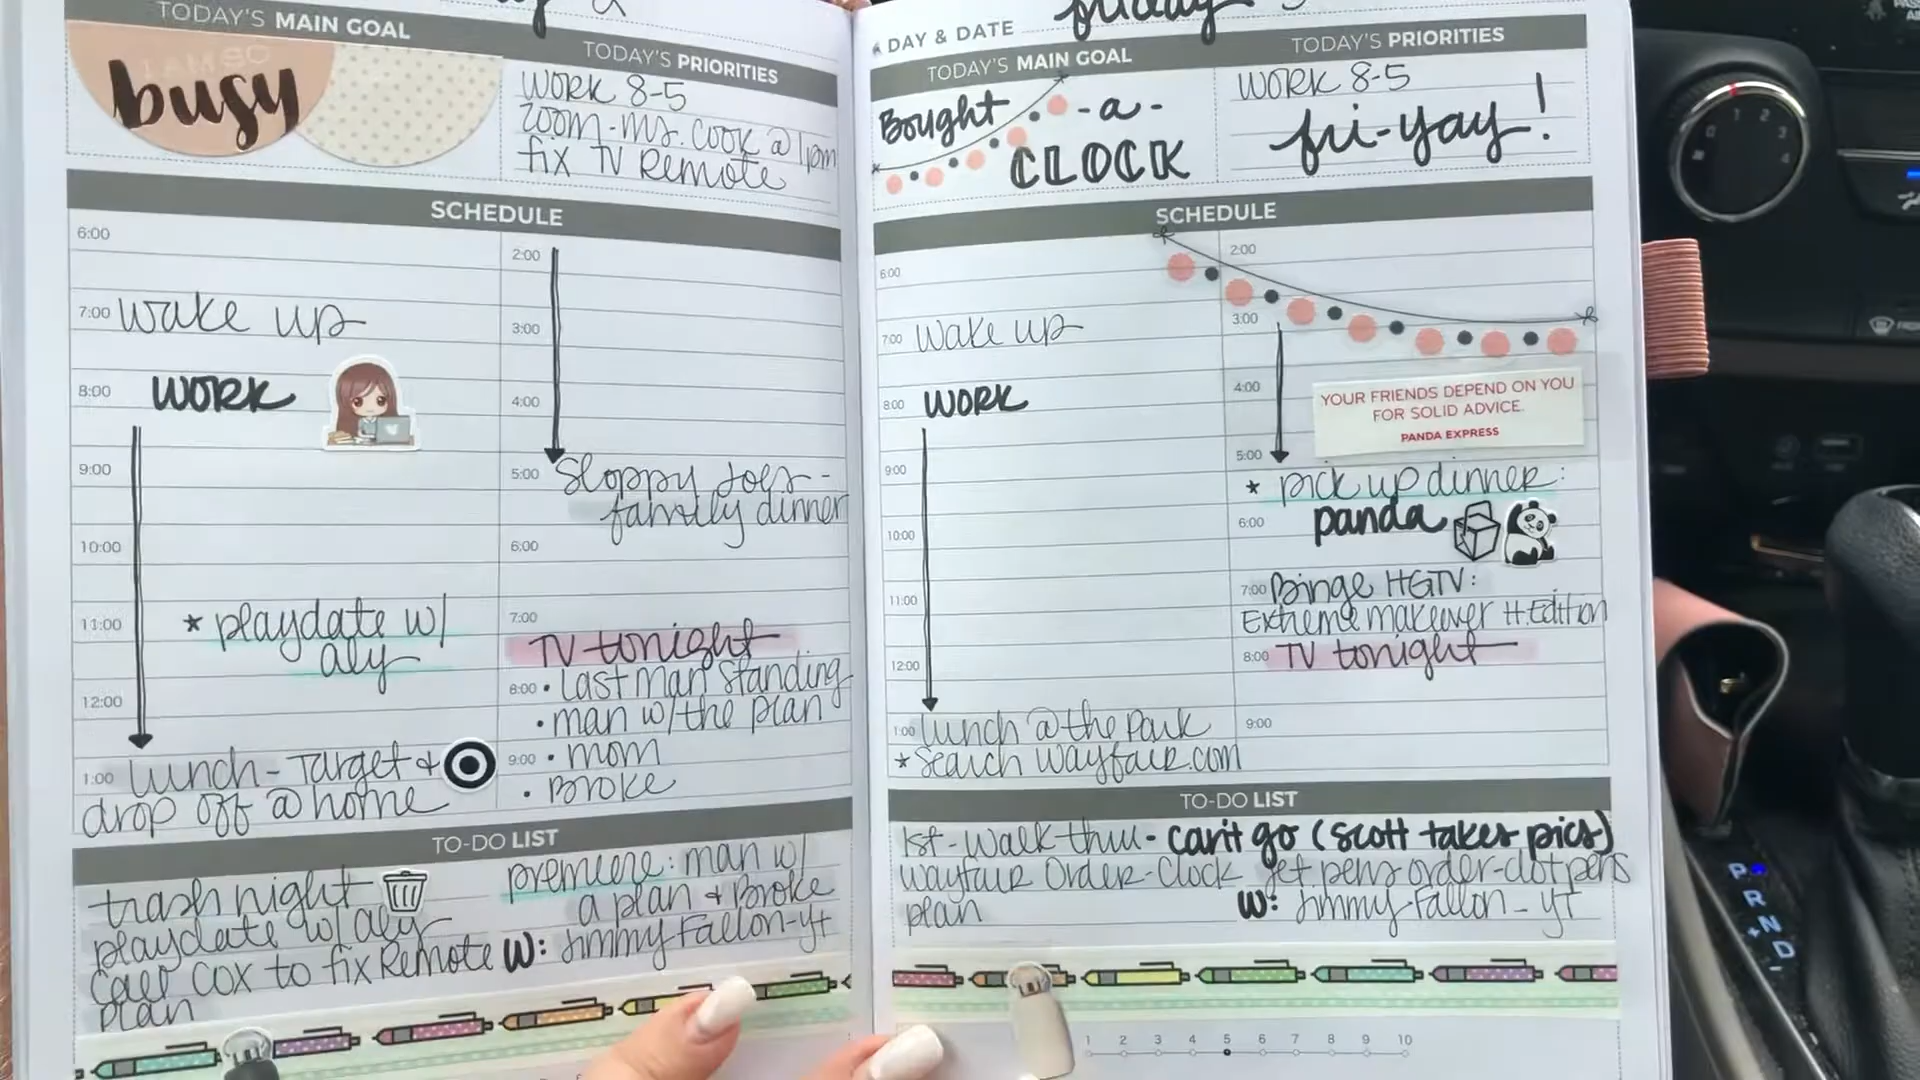 TODAY'S MAIN GOAL
I AM SO
busy
TODAY'S PRIORITIES
WORK 8-5
ZOOM-MS. COOK @ 1pm
fix TV Remote
SCHEDULE
6:00
7:00 wake up
8:00 WORK
9:00
10:00
11:00 * playdate w/
aly
12:00
1:00 Lunch - Target +
drop off @ home
2:00
3:00
4:00
5:00 Sloppy Joes -
family dinner
6:00
7:00
TV tonight
8:00 • Last man standing
• man w/ the plan
9:00 • mom
• Broke
TO-DO LIST
trash night
playdate w/ aly
call COX to fix Remote
plan
premiere: man w/
a plan + Broke
W: Jimmy Fallon-yt
DAY & DATE friday
TODAY'S MAIN GOAL
Bought -a-
CLOCK
TODAY'S PRIORITIES
WORK 8-5
fri-yay!
SCHEDULE
6:00
7:00 wake up
8:00 WORK
9:00
10:00
11:00
12:00
1:00 Lunch @ the Park
* Search wayfair.com
2:00
3:00
4:00
YOUR FRIENDS DEPEND ON YOU
FOR SOLID ADVICE.
PANDA EXPRESS
5:00
* pick up dinner:
6:00 panda
7:00 Binge HGTV:
Extreme makeover H.Edition
8:00 TV tonight
9:00
TO-DO LIST
1st-walk thru- can't go (scott takes pics)
wayfair Order-Clock jet pens order-dot pens
plan
W: Jimmy Fallon - yt
1 2 3 4 5 6 7 8 9 10
0 1 2 3 4
P
R
N
D
+
-